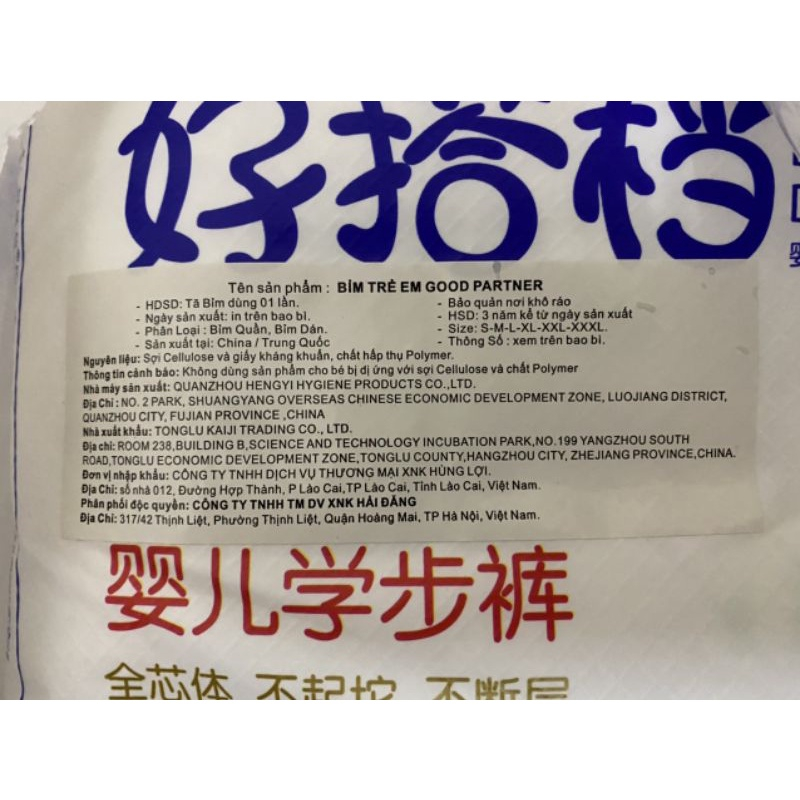 好搭档
Tên sản phẩm : BỈM TRẺ EM GOOD PARTNER
- HDSD: Tã Bỉm dùng 01 lần.
- Bảo quản nơi khô ráo
- Ngày sản xuất: in trên bao bì.
- HSD: 3 năm kể từ ngày sản xuất
- Phân Loại : Bỉm Quần, Bỉm Dán.
- Size: S-M-L-XL-XXL-XXXL.
- Sản xuất tại: China / Trung Quốc
- Thông Số : xem trên bao bì.
Nguyên liệu: Sợi Cellulose và giấy kháng khuẩn, chất hấp thụ Polymer.
Thông tin cảnh báo: Không dùng sản phẩm cho bé bị dị ứng với sợi Cellulose và chất Polymer
Nhà máy sản xuất: QUANZHOU HENGYI HYGIENE PRODUCTS CO.,LTD.
Địa Chỉ : NO. 2 PARK, SHUANGYANG OVERSEAS CHINESE ECONOMIC DEVELOPMENT ZONE, LUOJIANG DISTRICT,
QUANZHOU CITY, FUJIAN PROVINCE ,CHINA
Nhà xuất khẩu: TONGLU KAIJI TRADING CO., LTD.
Địa chỉ: ROOM 238,BUILDING B,SCIENCE AND TECHNOLOGY INCUBATION PARK,NO.199 YANGZHOU SOUTH
ROAD,TONGLU ECONOMIC DEVELOPMENT ZONE,TONGLU COUNTY,HANGZHOU CITY, ZHEJIANG PROVINCE,CHINA.
Đơn vị nhập khẩu: CÔNG TY TNHH DỊCH VỤ THƯƠNG MẠI XNK HÙNG LỢI.
Địa Chỉ: số nhà 012, Đường Hợp Thành, P Lào Cai,TP Lào Cai, Tỉnh Lào Cai, Việt Nam.
Phân phối độc quyền: CÔNG TY TNHH TM DV XNK HẢI ĐĂNG
Địa Chỉ: 317/42 Thịnh Liệt, Phường Thịnh Liệt, Quận Hoàng Mai, TP Hà Nội, Việt Nam.
婴儿学步裤
全芯体 不起坨 不断层